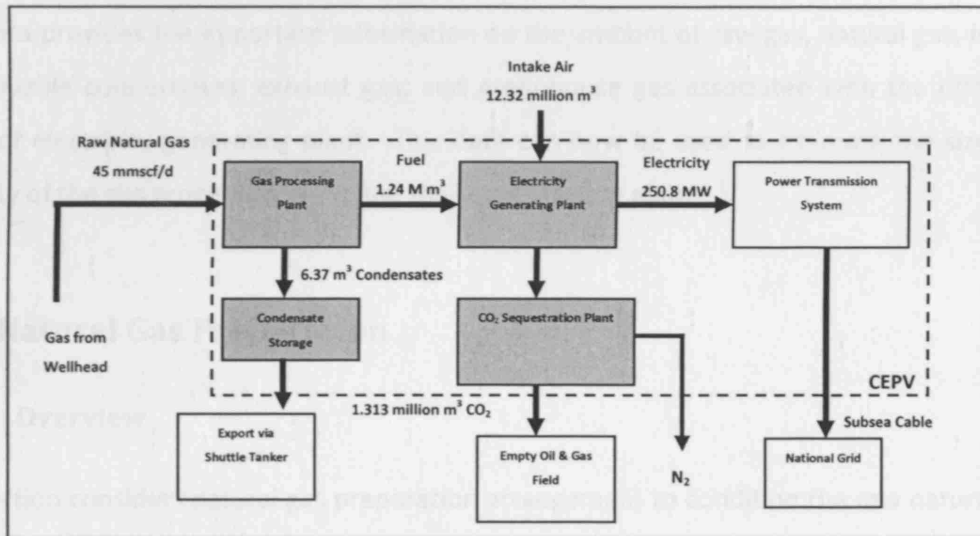 Intake Air
12.32 million m³
Raw Natural Gas
45 mmscf/d
Gas Processing
Plant
Fuel
1.24 M m³
Electricity
Generating Plant
Electricity
250.8 MW
Power Transmission
System
6.37 m³ Condensates
Condensate
Storage
CO₂ Sequestration Plant
Natural Gas
Gas from
Wellhead
CEPV
1.313 million m³ CO₂
Subsea Cable
Overview
Export via
Shuttle Tanker
Empty Oil & Gas
Field
N₂
National Grid